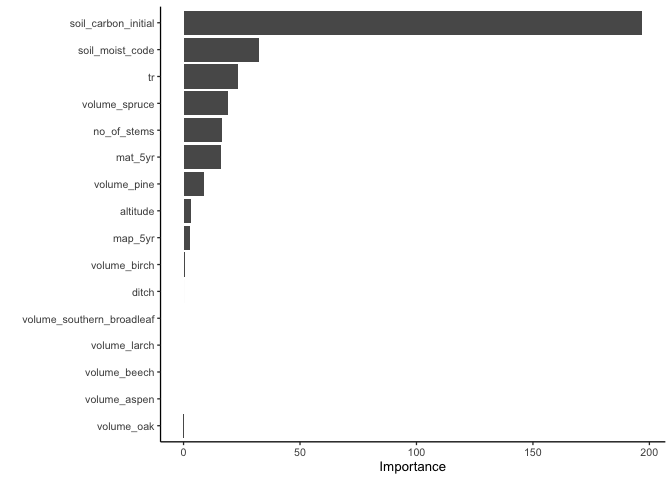 soil_carbon_initial
soil_moist_code
tr
volume_spruce
no_of_stems
mat_5yr
volume_pine
altitude
map_5yr
volume_birch
ditch
volume_southern_broadleaf
volume_larch
volume_beech
volume_aspen
volume_oak
0 50 100 150 200
Importance